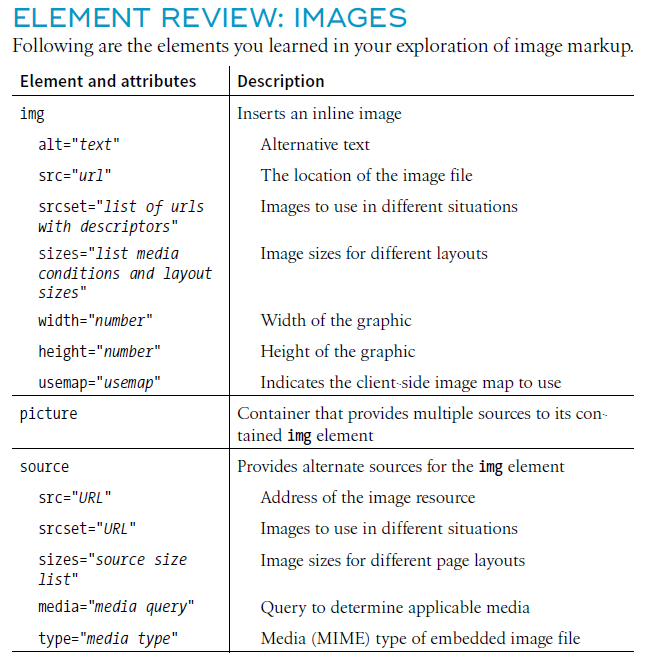 ELEMENT REVIEW: IMAGES
Following are the elements you learned in your exploration of image markup.
Element and attributes Description
img Inserts an inline image
alt="text" Alternative text
src="url" The location of the image file
srcset="list of urls Images to use in different situations
with descriptors"
sizes="list media Image sizes for different layouts
conditions and layout
sizes"
width="number" Width of the graphic
height="number" Height of the graphic
usemap="usemap" Indicates the client-side image map to use
picture Container that provides multiple sources to its con-
tained img element
source Provides alternate sources for the img element
src="URL" Address of the image resource
srcset="URL" Images to use in different situations
sizes="source size Image sizes for different page layouts
list"
media="media query" Query to determine applicable media
type="media type" Media (MIME) type of embedded image file